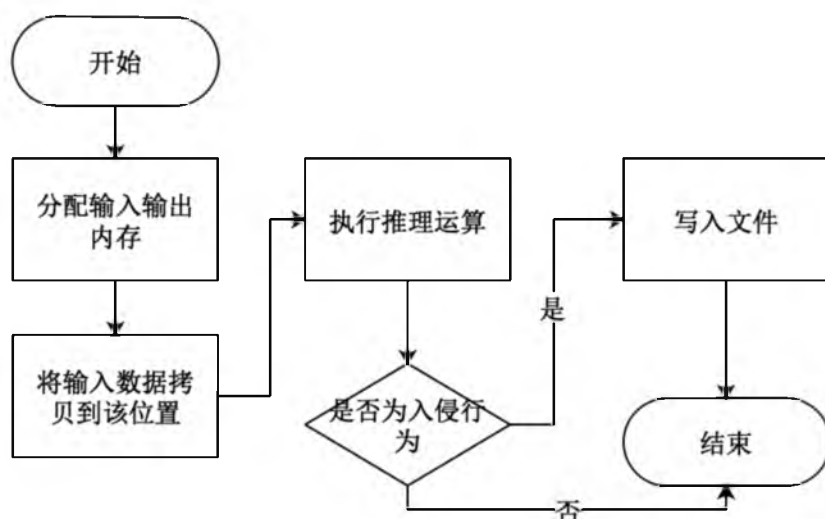 开始
分配输入输出
内存
将输入数据拷
贝到该位置
执行推理运算
是否为入侵行
为
是
否
写入文件
结束